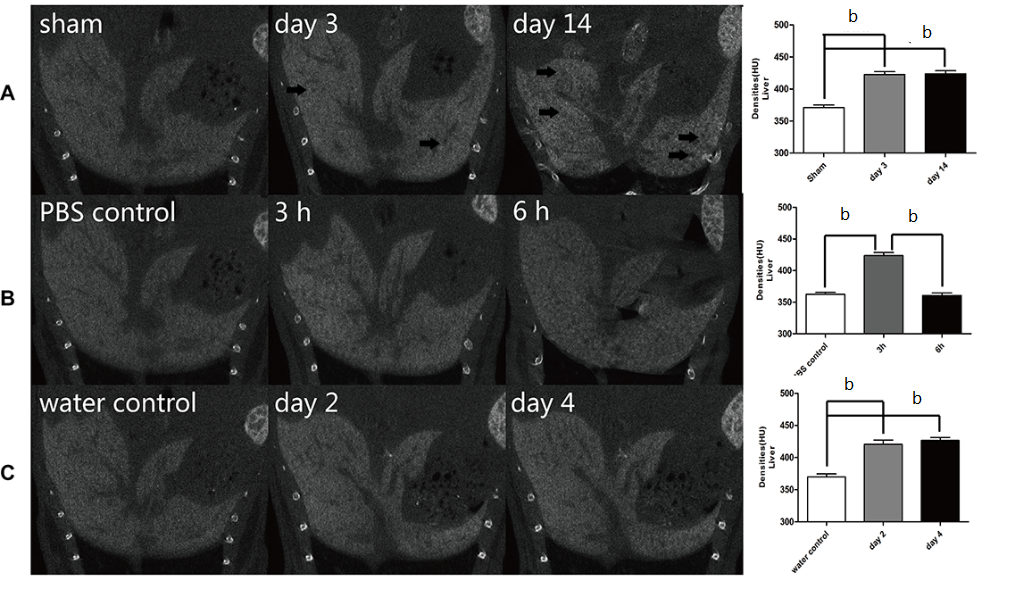 A
sham
day 3
day 14
b
b
500
450
400
350
300
Densities(HU)
Liver
Sham
day 3
day 14
B
PBS control
3 h
6 h
b
b
500
450
400
350
300
Densities(HU)
Liver
control
3h
6h
C
water control
day 2
day 4
b
b
500
450
400
350
300
Densities(HU)
Liver
water control
day 2
day 4